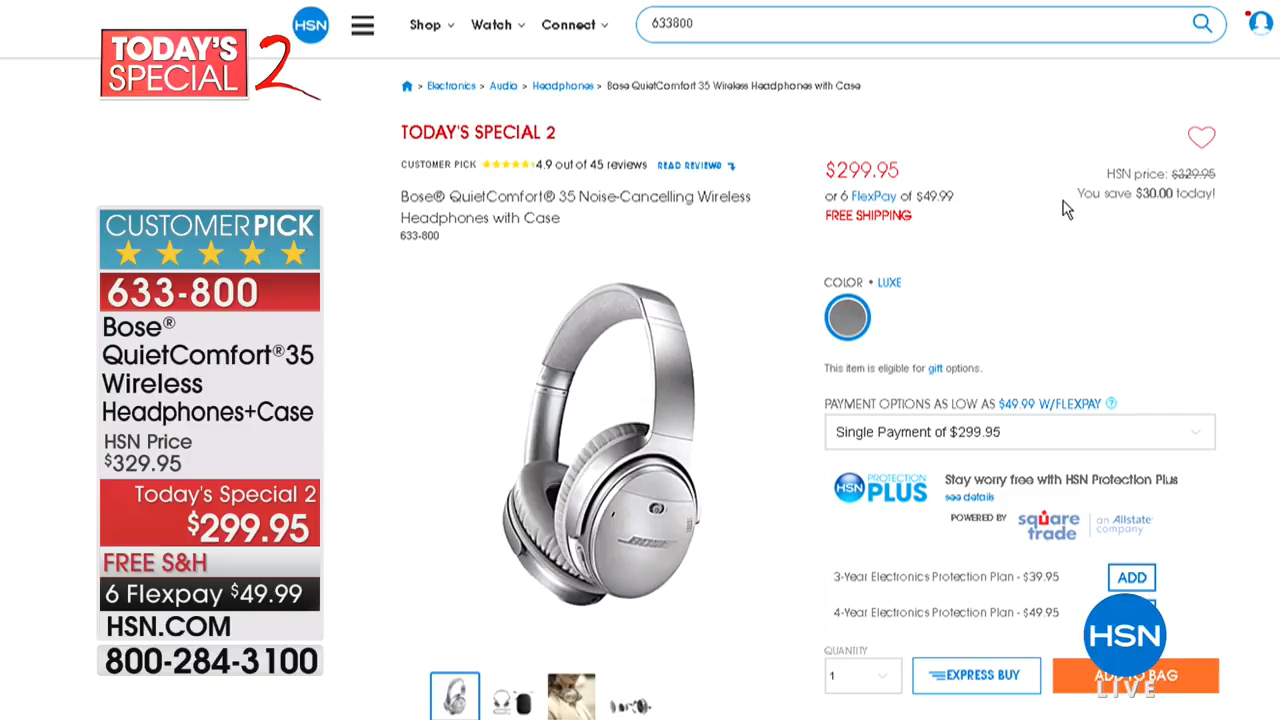 HSN
Shop
Watch
Connect
633800
TODAY'S
SPECIAL 2
Electronics > Audio > Headphones > Bose QuietComfort 35 Wireless Headphones with Case
TODAY'S SPECIAL 2
CUSTOMER PICK 4.9 out of 45 reviews READ REVIEWS
Bose® QuietComfort® 35 Noise-Cancelling Wireless
Headphones with Case
633-800
$299.95
or 6 FlexPay of $49.99
FREE SHIPPING
HSN price: $329.95
You save $30.00 today!
CUSTOMER PICK
633-800
Bose®
QuietComfort®35
Wireless
Headphones+Case
HSN Price
$329.95
Today's Special 2
$299.95
FREE S&H
6 Flexpay $49.99
HSN.COM
800-284-3100
BOSE
COLOR • LUXE
This item is eligible for gift options.
PAYMENT OPTIONS AS LOW AS $49.99 W/FLEXPAY ?
Single Payment of $299.95
HSN PROTECTION
PLUS
Stay worry free with HSN Protection Plus
see details
POWERED BY square
trade
an Allstate
company
3-Year Electronics Protection Plan - $39.95 ADD
4-Year Electronics Protection Plan - $49.95
QUANTITY
1
EXPRESS BUY
ADD TO BAG
HSN
LIVE